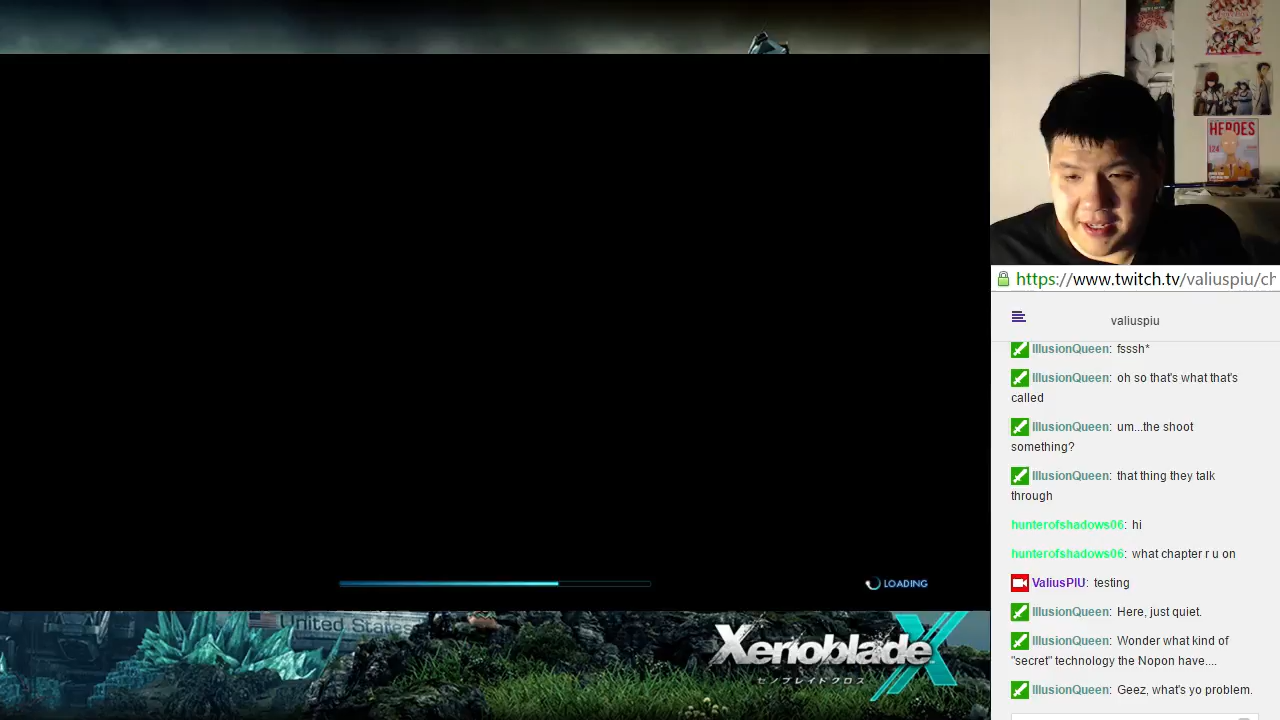 HEROES
https://www.twitch.tv/valiuspiu/ch
valiuspiu
IllusionQueen: fsssh*
IllusionQueen: oh so that's what that's
called
IllusionQueen: um...the shoot
something?
IllusionQueen: that thing they talk
through
hunterofshadows06: hi
hunterofshadows06: what chapter r u on
ValiusPIU: testing
IllusionQueen: Here, just quiet.
IllusionQueen: Wonder what kind of
"secret" technology the Nopon have....
IllusionQueen: Geez, what's yo problem.
LOADING
United States
XenobladeX
ゼノブレイドクロス